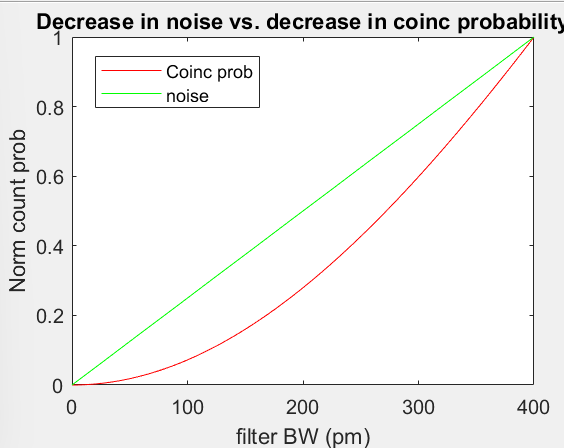 Decrease in noise vs. decrease in coinc probability
1
0.8
0.6
0.4
0.2
0
Norm count prob
Coinc prob
noise
0 100 200 300 400
filter BW (pm)